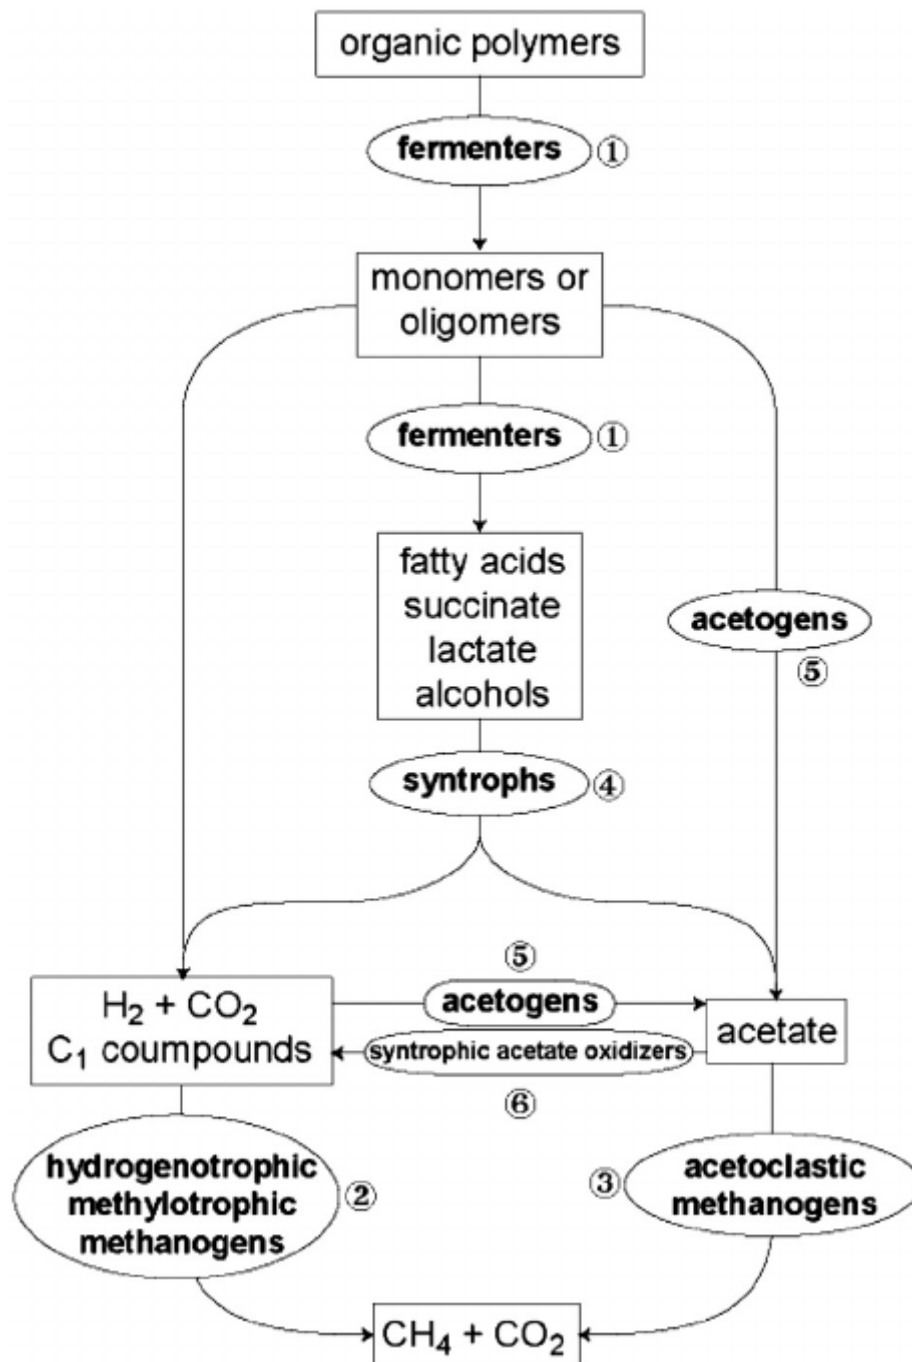 organic polymers
fermenters ①
monomers or
oligomers
fermenters ①
fatty acids
succinate
lactate
alcohols
acetogens
⑤
syntrophs ④
⑤
H₂ + CO₂
C₁ coumpounds
acetogens
syntrophic acetate oxidizers
⑥
acetate
hydrogenotrophic
methylotrophic
methanogens
②
③
acetoclastic
methanogens
CH₄ + CO₂